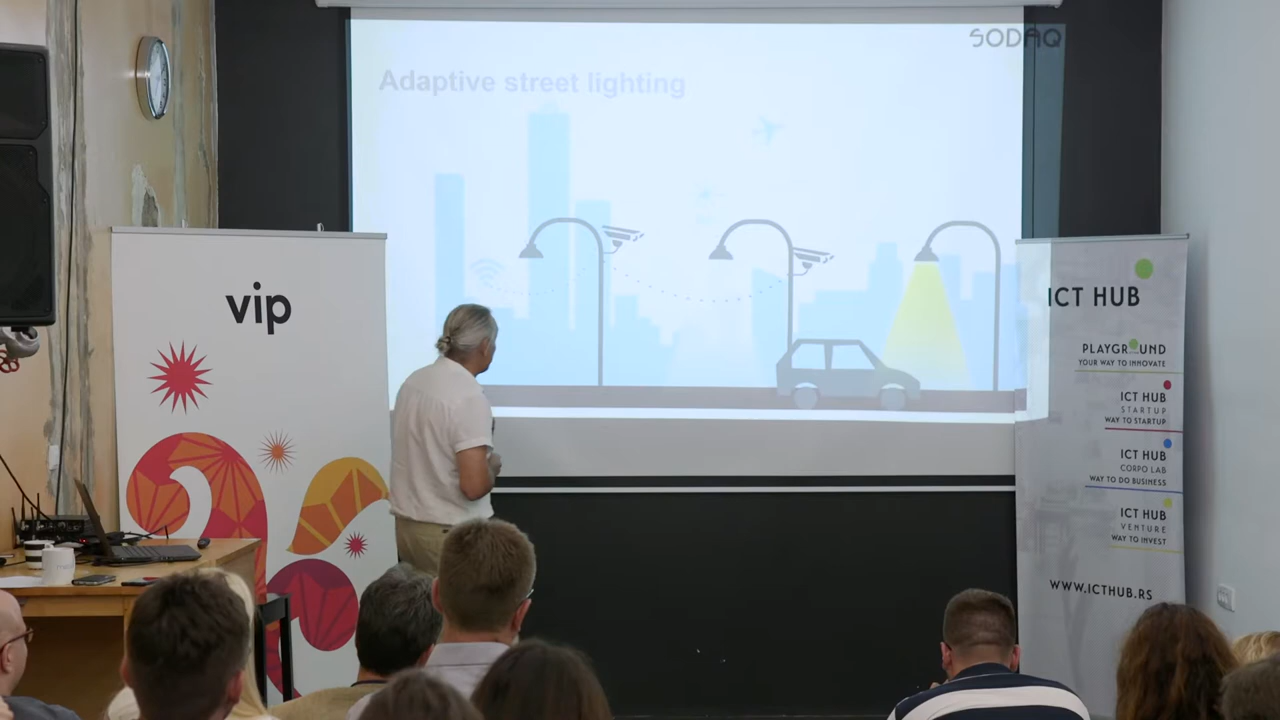 SODAQ
Adaptive street lighting
vip
ICT HUB
PLAYGROUND
YOUR WAY TO INNOVATE
ICT HUB
STARTUP
WAY TO STARTUP
ICT HUB
CORPO LAB
WAY TO DO BUSINESS
ICT HUB
VENTURE
WAY TO INVEST
WWW.ICTHUB.RS